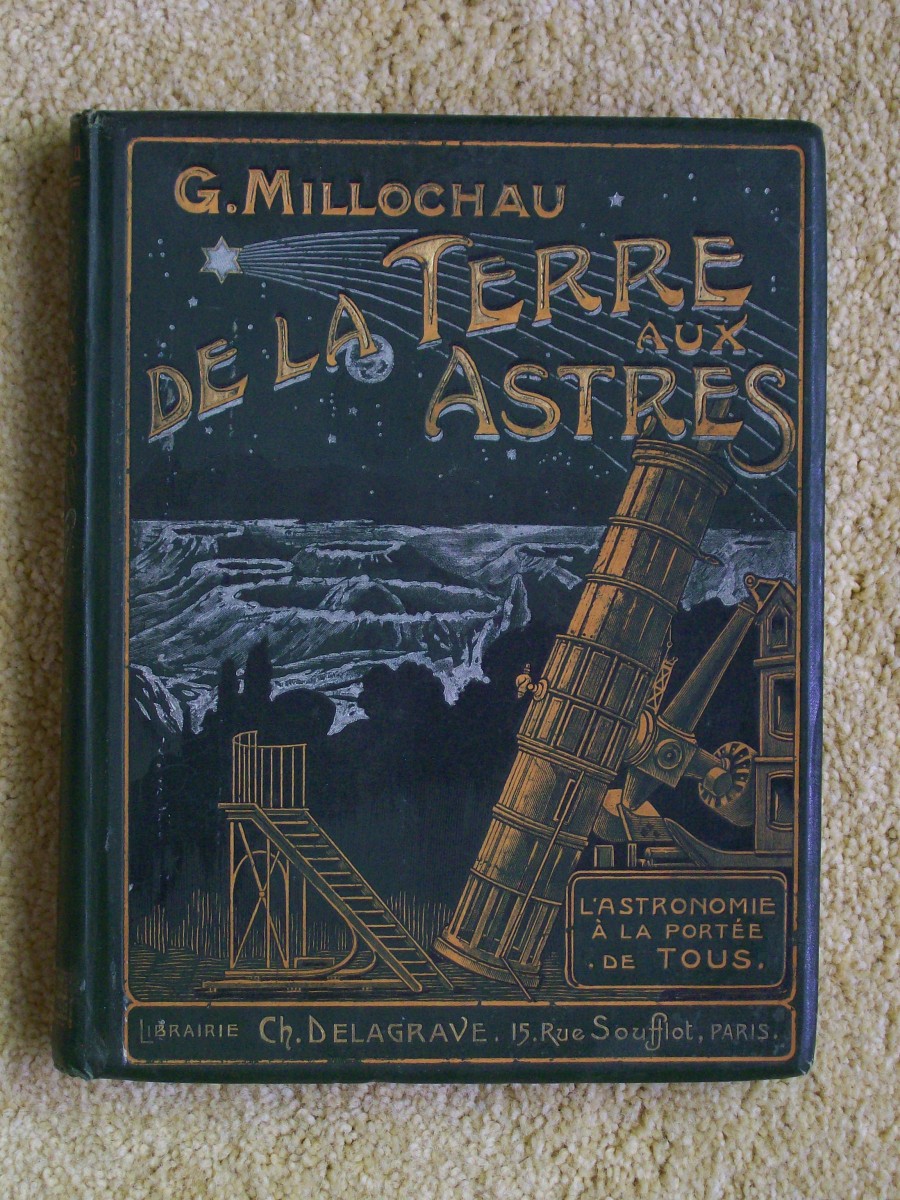 G. MILLOCHAU
DE LA TERRE
AUX
ASTRES
L'ASTRONOMIE
À LA PORTÉE
. DE TOUS.
LIBRAIRIE Ch. DELAGRAVE. 15, Rue Soufflot, PARIS.